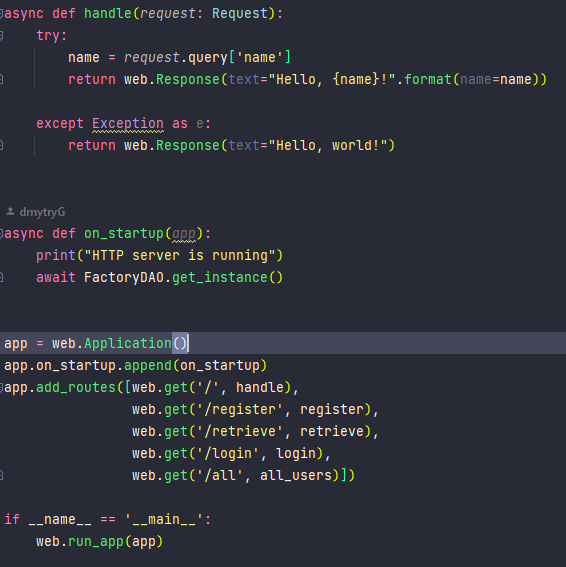 async def handle(request: Request):
    try:
        name = request.query['name']
        return web.Response(text="Hello, {name}!".format(name=name))
    except Exception as e:
        return web.Response(text="Hello, world!")
dmytryG
async def on_startup(app):
    print("HTTP server is running")
    await FactoryDAO.get_instance()
app = web.Application()
app.on_startup.append(on_startup)
app.add_routes([web.get('/', handle),
                web.get('/register', register),
                web.get('/retrieve', retrieve),
                web.get('/login', login),
                web.get('/all', all_users)])
if __name__ == '__main__':
    web.run_app(app)